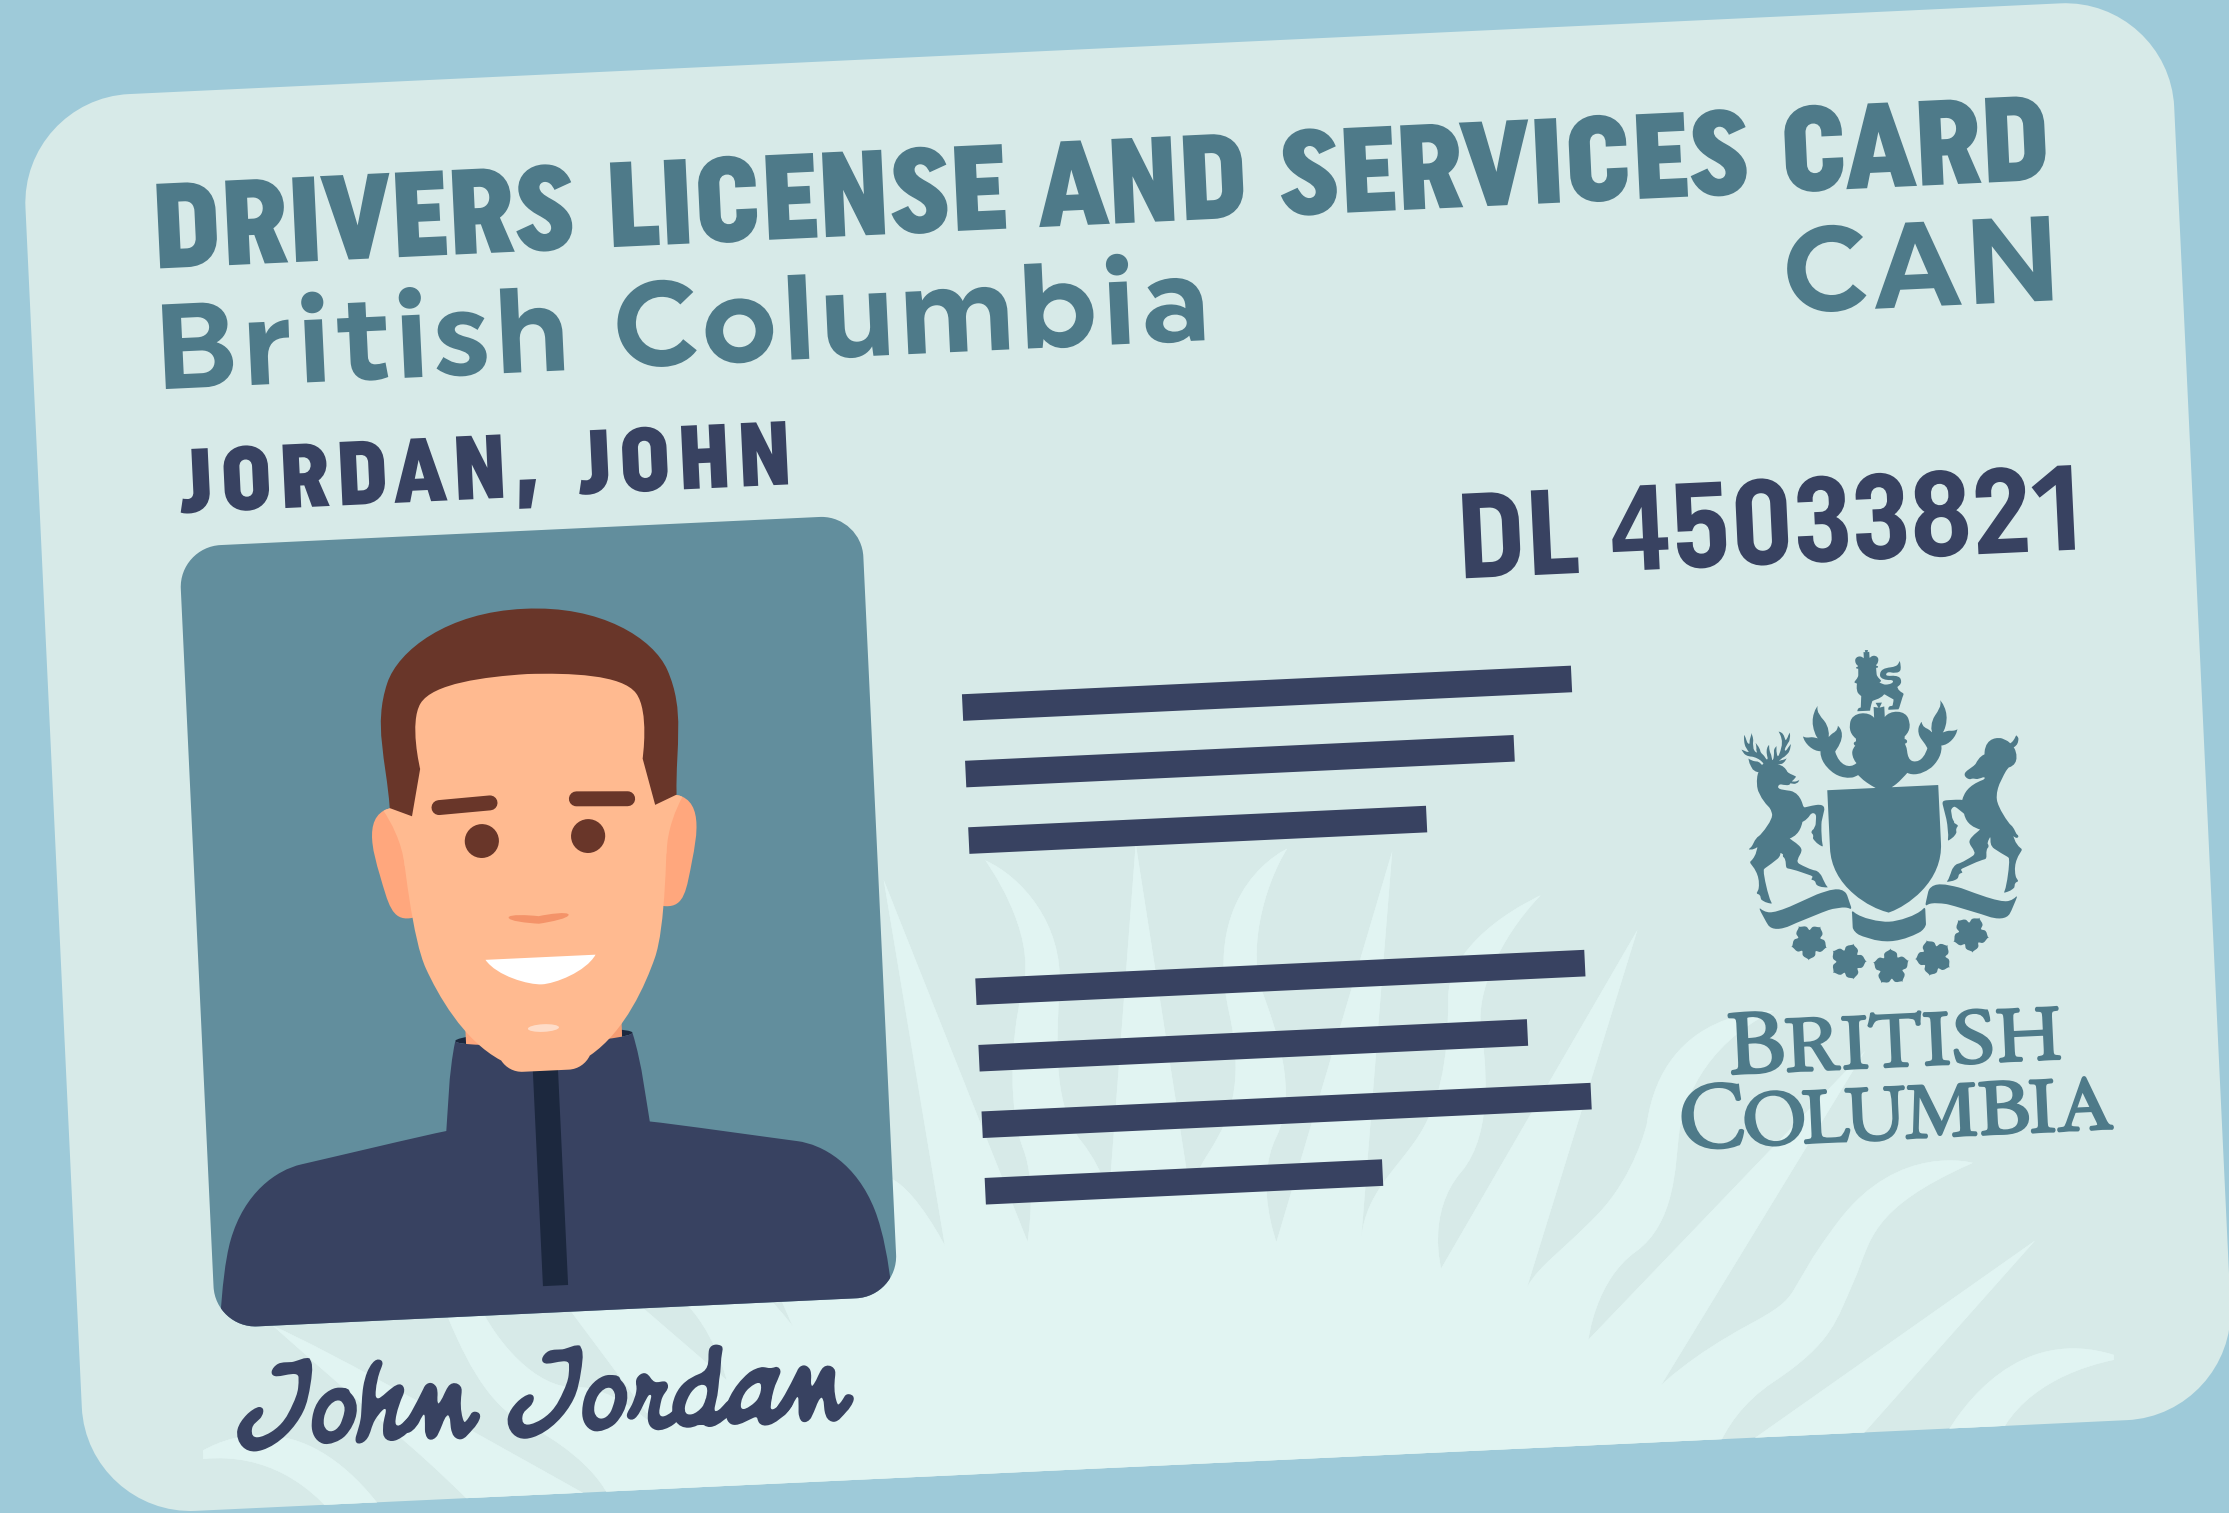 DRIVERS LICENSE AND SERVICES CARD
British Columbia CAN
JORDAN, JOHN
DL 45033821
BRITISH
COLUMBIA
John Jordan